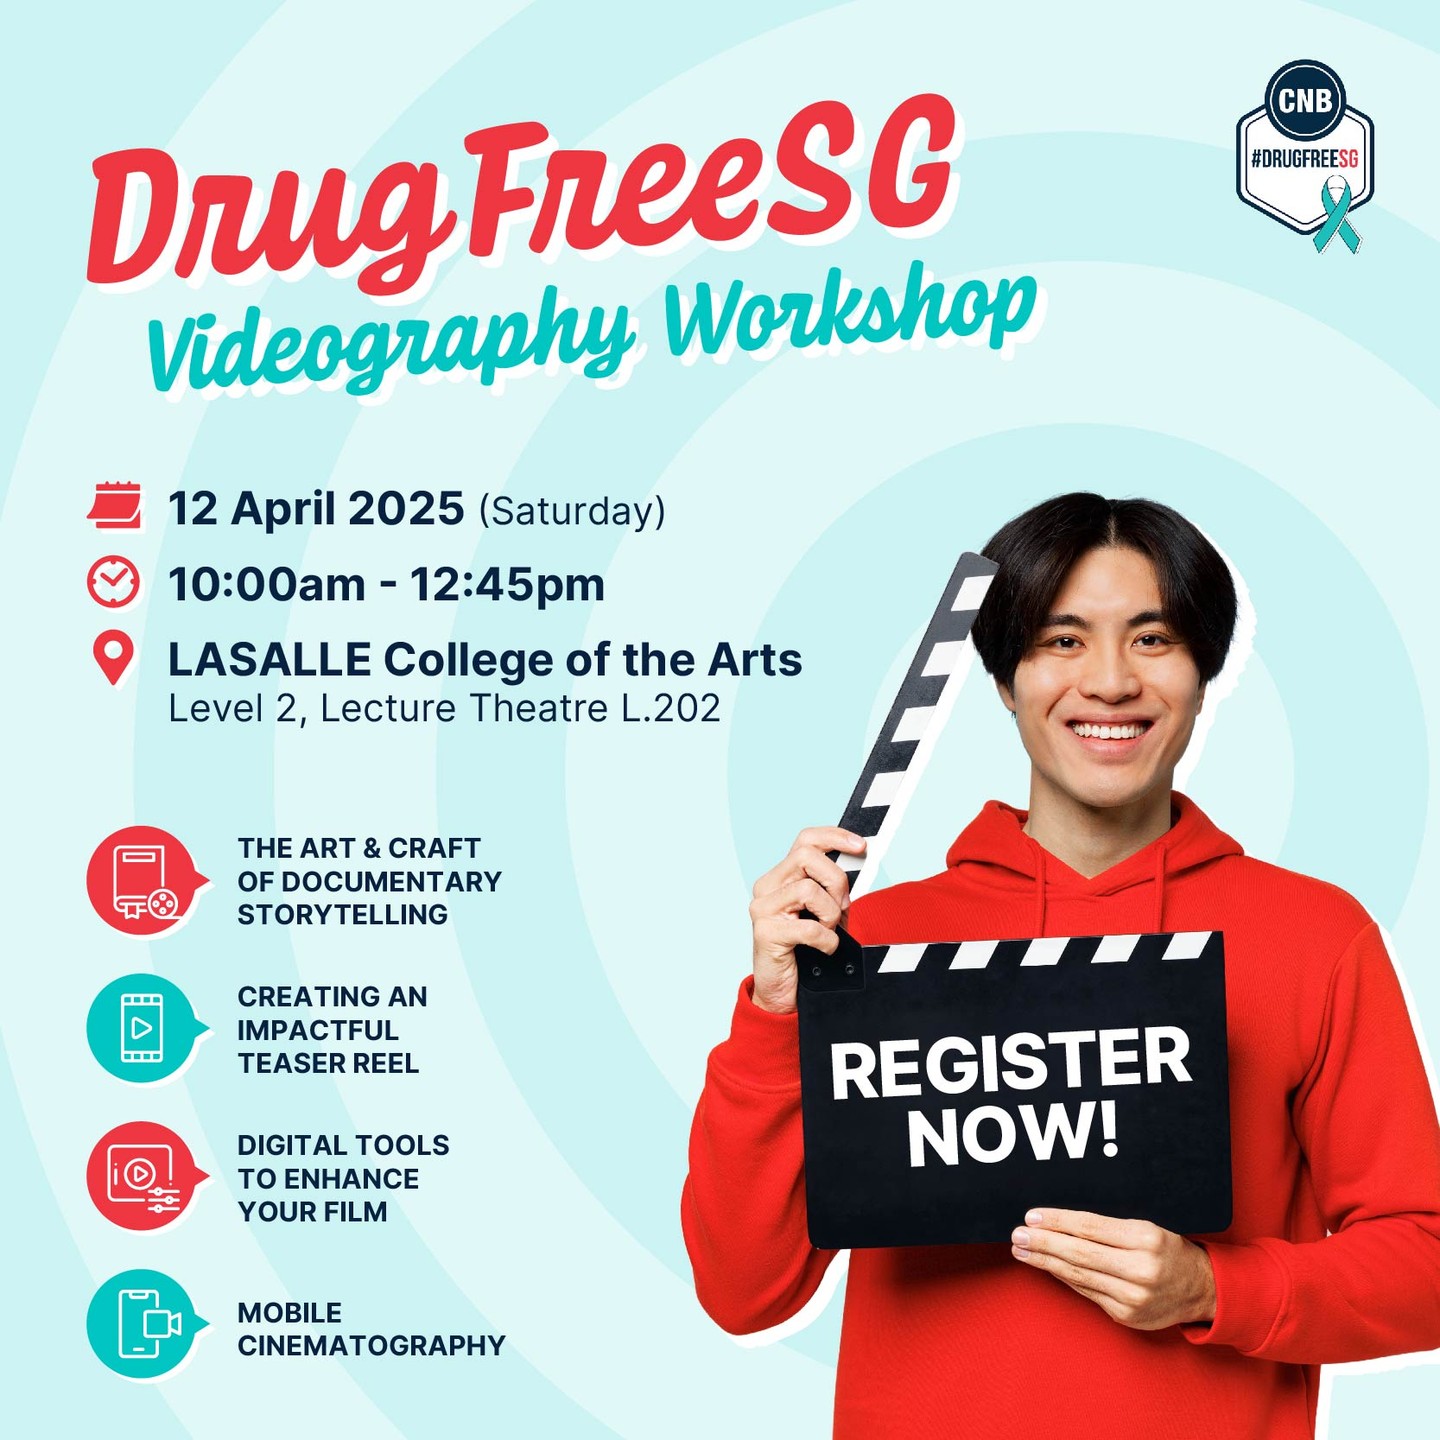 CNB
#DRUGFREESG
DrugFreeSG
Videography Workshop
12 April 2025 (Saturday)
10:00am - 12:45pm
LASALLE College of the Arts
Level 2, Lecture Theatre L.202
THE ART & CRAFT
OF DOCUMENTARY
STORYTELLING
CREATING AN
IMPACTFUL
TEASER REEL
DIGITAL TOOLS
TO ENHANCE
YOUR FILM
MOBILE
CINEMATOGRAPHY
REGISTER
NOW!